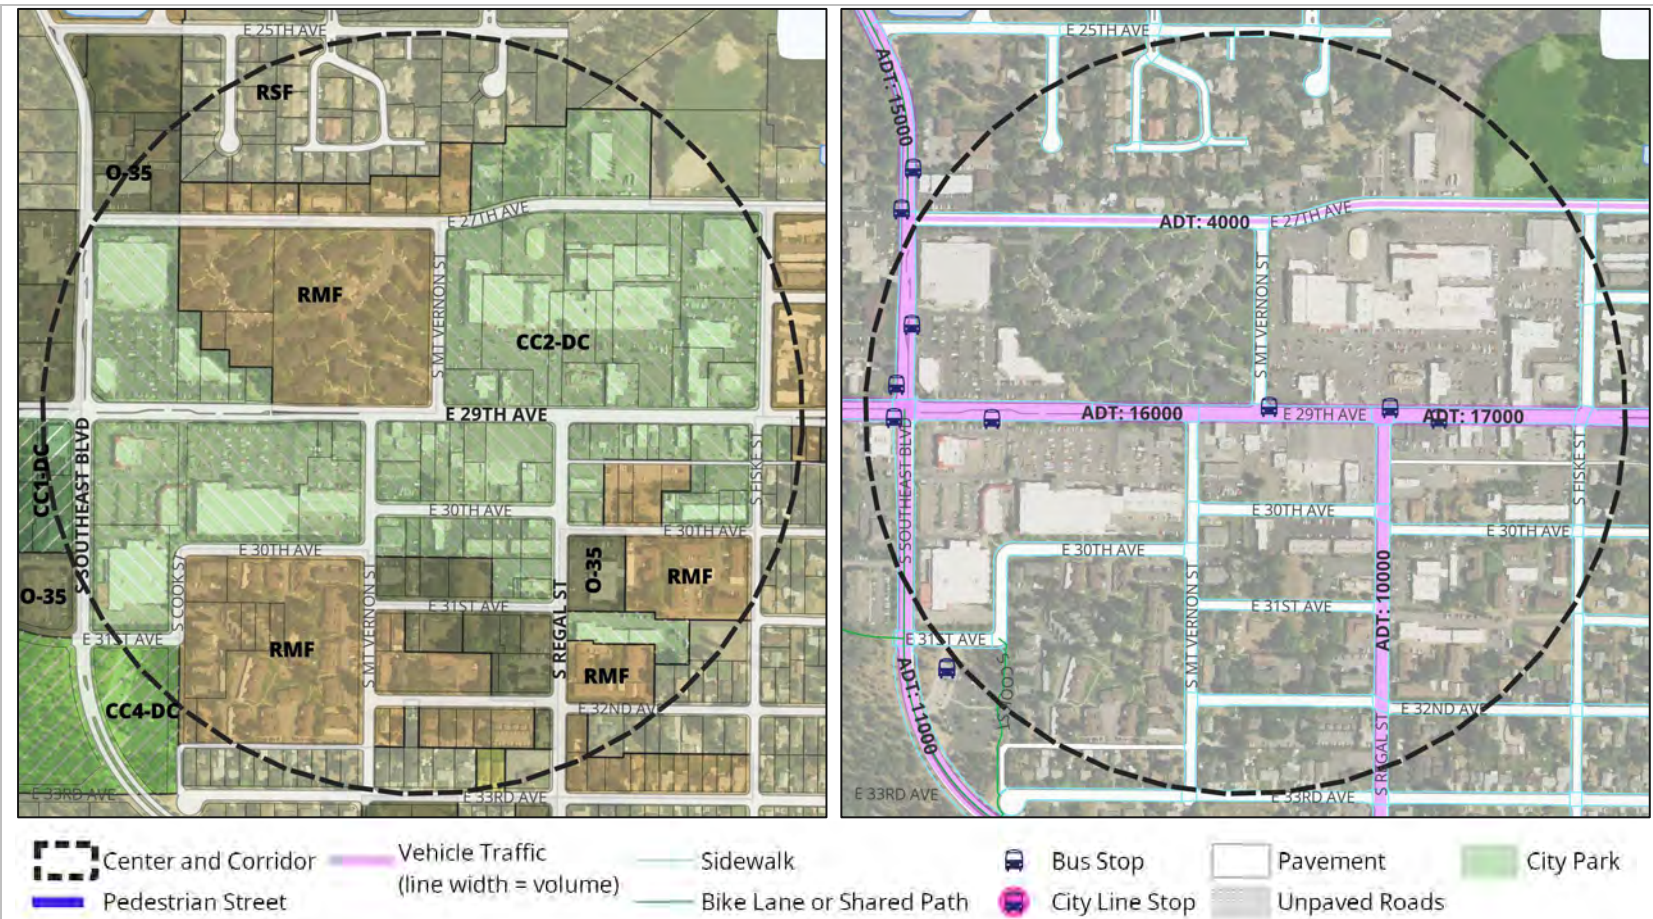 E 25TH AVE
RSF
O-35
E 27TH AVE
RMF
S MT VERNON ST
CC2-DC
E 29TH AVE
CC1-DC
S SOUTHEAST BLVD
S FISKE ST
E 30TH AVE
E 30TH AVE
E 30TH AVE
O-35
RMF
O-35
S COOK ST
S MT VERNON ST
E 31ST AVE
S REGAL ST
E 31ST AVE
RMF
RMF
CC4-DC
E 32ND AVE
E 33RD AVE
E 33RD AVE
E 25TH AVE
ADT: 15000
ADT: 4000
E 27TH AVE
S MT VERNON ST
ADT: 16000
E 29TH AVE
ADT: 17000
S SOUTHEAST BLVD
S FISKE ST
E 30TH AVE
E 30TH AVE
E 30TH AVE
ADT: 10000
E 31ST AVE
E 31ST AVE
S MT VERNON ST
S COOK ST
ADT: 11000
E 32ND AVE
S REGAL ST
E 33RD AVE
E 33RD AVE
Center and Corridor
Pedestrian Street
Vehicle Traffic
(line width = volume)
Sidewalk
Bike Lane or Shared Path
Bus Stop
City Line Stop
Pavement
Unpaved Roads
City Park